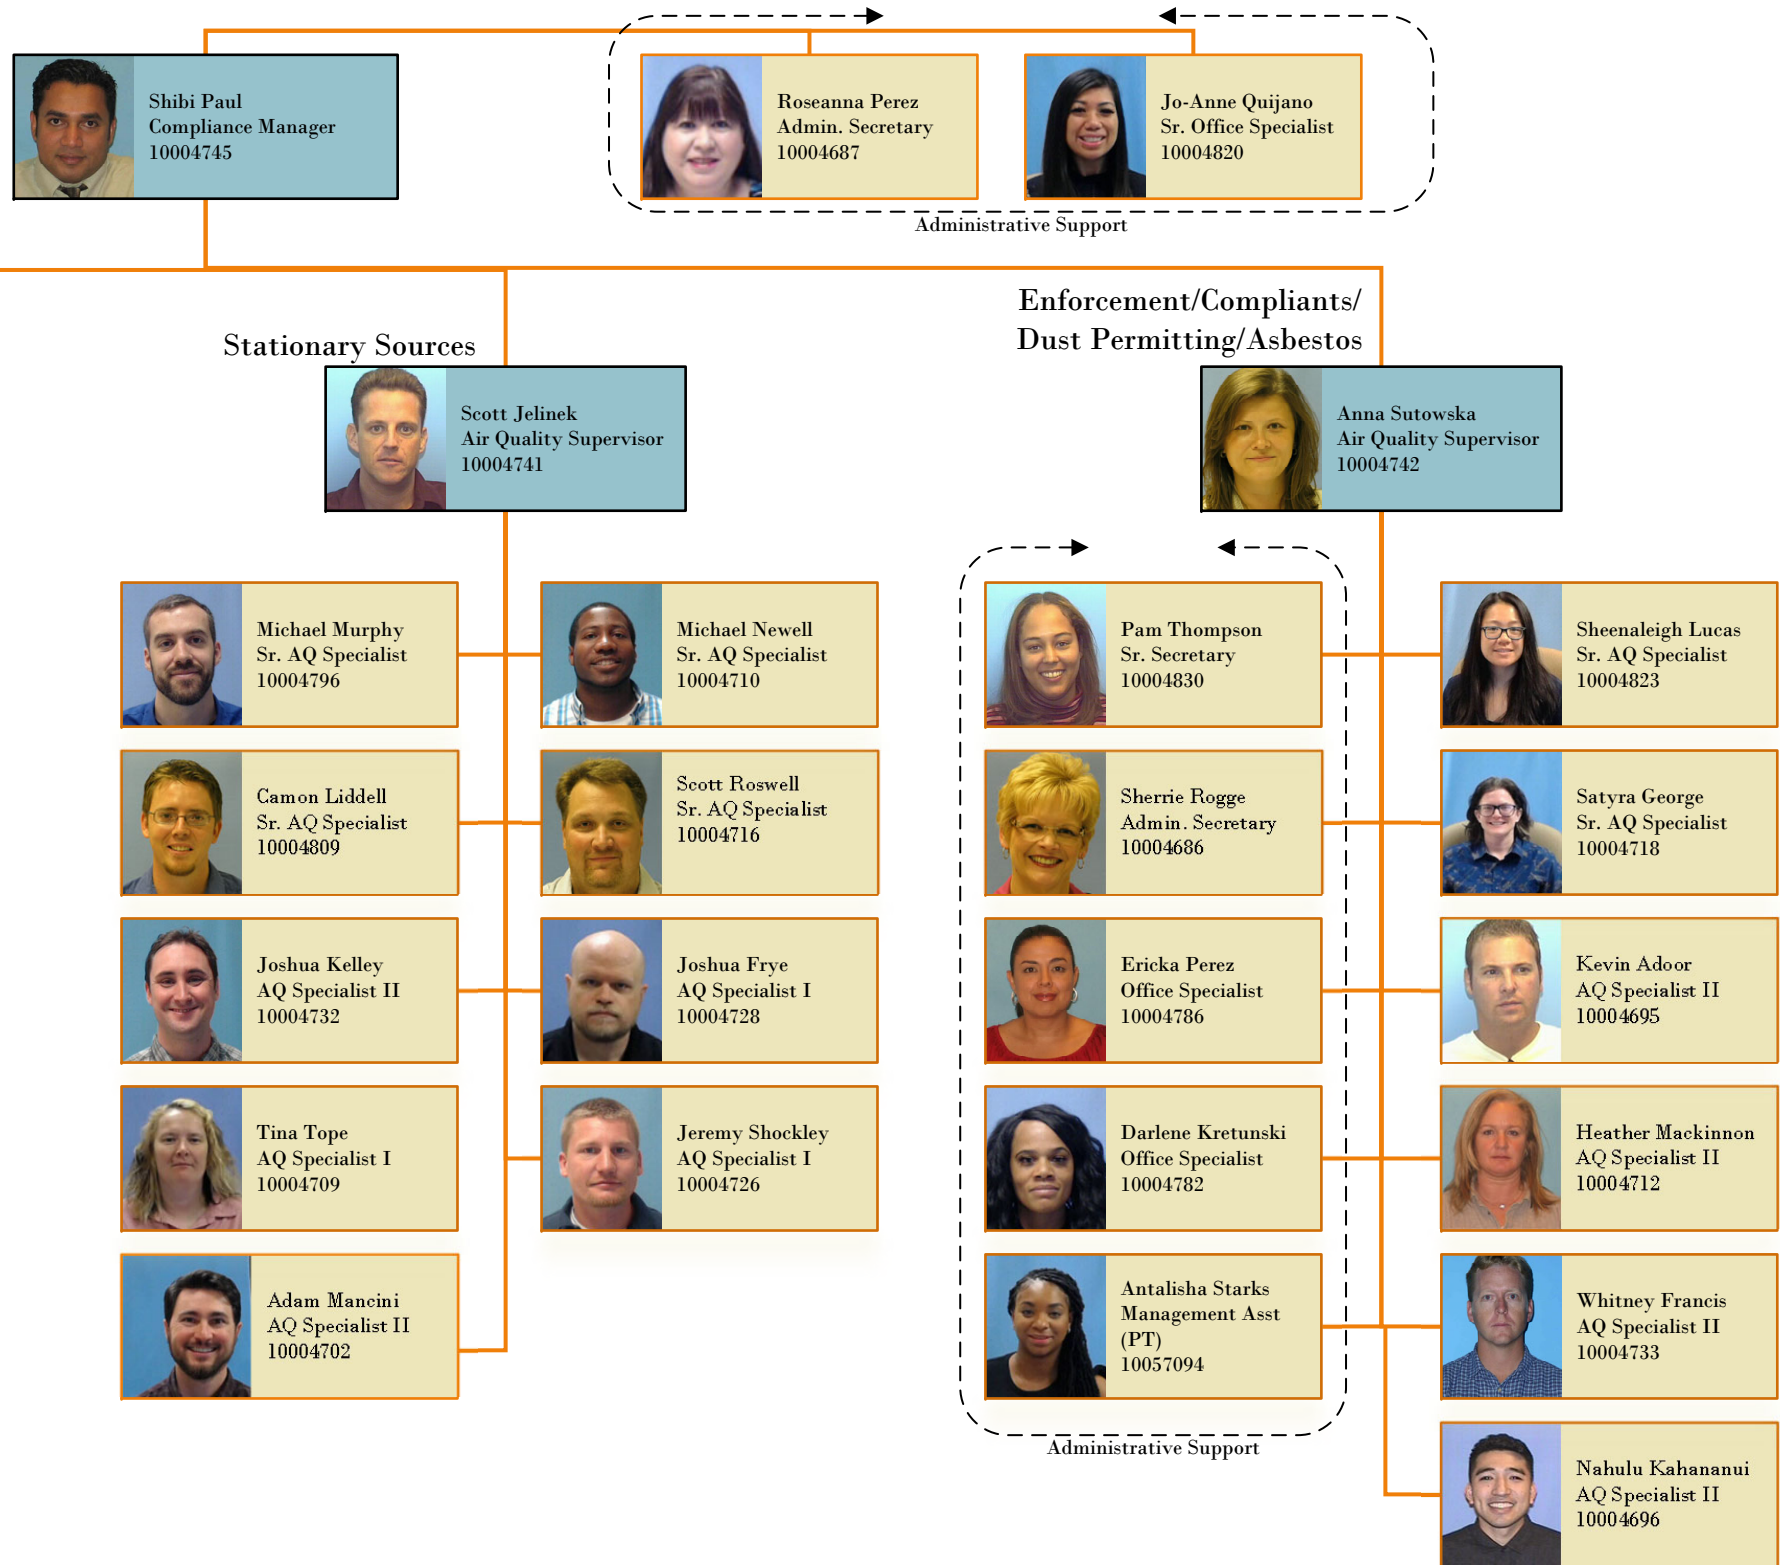 Shibi Paul
Compliance Manager
10004745
Roseanna Perez
Admin. Secretary
10004687
Jo-Anne Quijano
Sr. Office Specialist
10004820
Administrative Support
Stationary Sources
Enforcement/Compliants/
Dust Permitting/Asbestos
Scott Jelinek
Air Quality Supervisor
10004741
Anna Sutowska
Air Quality Supervisor
10004742
Michael Murphy
Sr. AQ Specialist
10004796
Michael Newell
Sr. AQ Specialist
10004710
Pam Thompson
Sr. Secretary
10004830
Sheenaleigh Lucas
Sr. AQ Specialist
10004823
Camon Liddell
Sr. AQ Specialist
10004809
Scott Roswell
Sr. AQ Specialist
10004716
Sherrie Rogge
Admin. Secretary
10004686
Satyra George
Sr. AQ Specialist
10004718
Joshua Kelley
AQ Specialist II
10004732
Joshua Frye
AQ Specialist I
10004728
Ericka Perez
Office Specialist
10004786
Kevin Adoor
AQ Specialist II
10004695
Tina Tope
AQ Specialist I
10004709
Jeremy Shockley
AQ Specialist I
10004726
Darlene Kretunski
Office Specialist
10004782
Heather Mackinnon
AQ Specialist II
10004712
Adam Mancini
AQ Specialist II
10004702
Antalisha Starks
Management Asst
(PT)
10057094
Whitney Francis
AQ Specialist II
10004733
Administrative Support
Nahulu Kahananui
AQ Specialist II
10004696